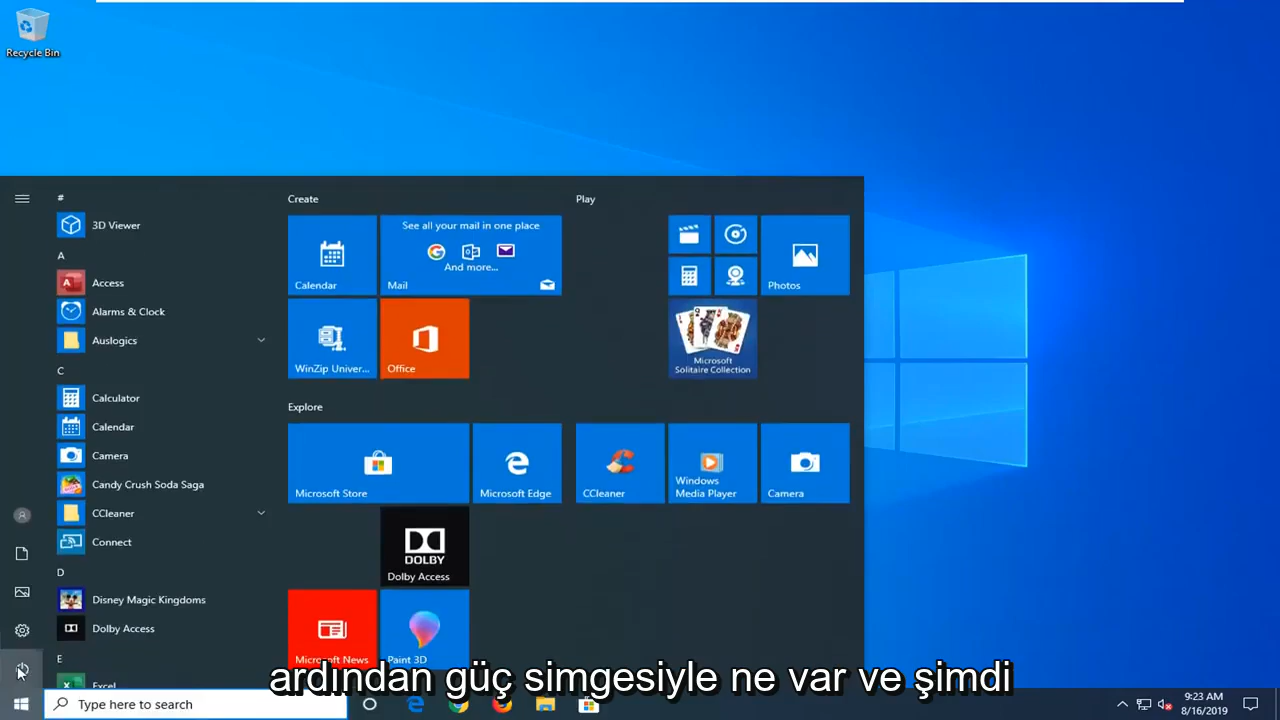 Recycle Bin
#
3D Viewer
A
Access
Alarms & Clock
Auslogics
C
Calculator
Calendar
Camera
Candy Crush Soda Saga
CCleaner
Connect
D
Disney Magic Kingdoms
Dolby Access
E
Excel
Create
Calendar
See all your mail in one place
And more...
Mail
WinZip Univer...
Office
Explore
Microsoft Store
Microsoft Edge
DOLBY
Dolby Access
Microsoft News
Paint 3D
Play
Photos
Microsoft
Solitaire Collection
CCleaner
Windows
Media Player
Camera
ardından güç simgesiyle ne var ve şimdi
Type here to search
9:23 AM
8/16/2019